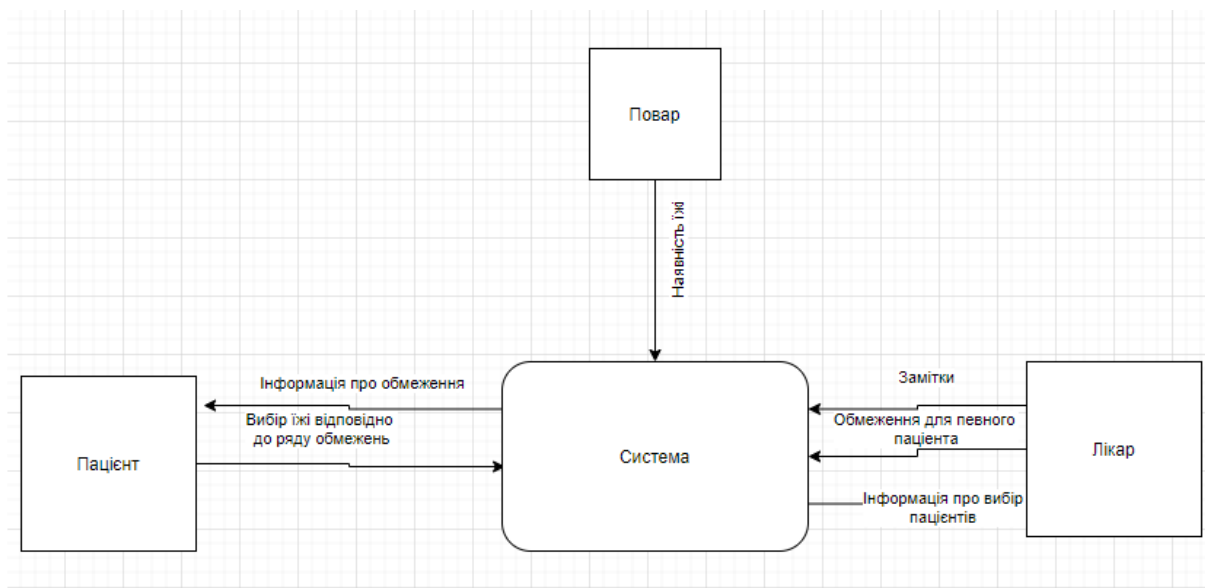 Повар
Наявність їжі
Інформація про обмеження
Вибір їжі відповідно
до ряду обмежень
Пацієнт
Система
Замітки
Обмеження для певного
паціента
Лікар
Інформація про вибір
пацієнтів